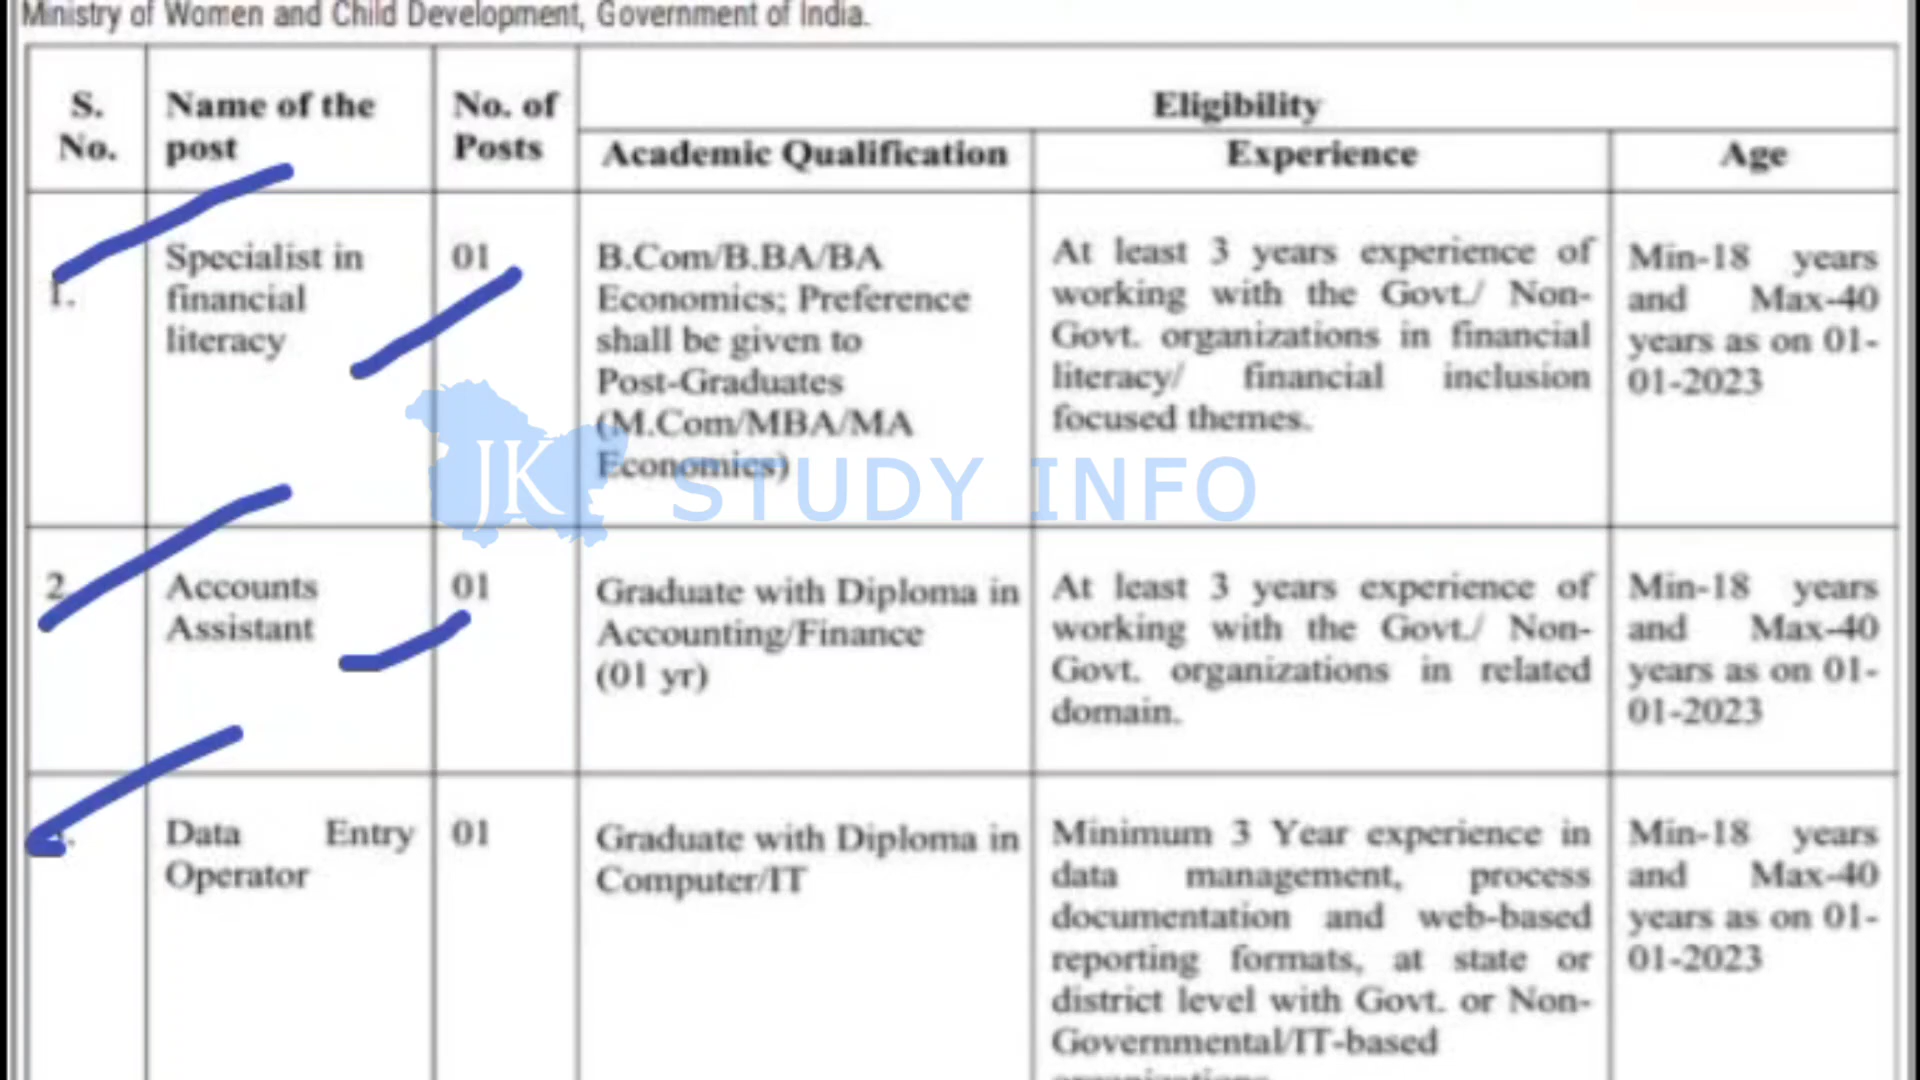 Ministry of Women and Child Development, Government of India.
S.
No.
Name of the
post
No. of
Posts
Eligibility
Academic Qualification
Experience
Age
1.
Specialist in
financial
literacy
01
B.Com/B.BA/BA
Economics; Preference
shall be given to
Post-Graduates
(M.Com/MBA/MA
Economics)
At least 3 years experience of
working with the Govt./ Non-
Govt. organizations in financial
literacy/ financial inclusion
focused themes.
Min-18 years
and Max-40
years as on 01-
01-2023
JK STUDY INFO
2
Accounts
Assistant
01
Graduate with Diploma in
Accounting/Finance
(01 yr)
At least 3 years experience of
working with the Govt./ Non-
Govt. organizations in related
domain.
Min-18 years
and Max-40
years as on 01-
01-2023
Data Entry
Operator
01
Graduate with Diploma in
Computer/IT
Minimum 3 Year experience in
data management, process
documentation and web-based
reporting formats, at state or
district level with Govt. or Non-
Governmental/IT-based
Min-18 years
and Max-40
years as on 01-
01-2023